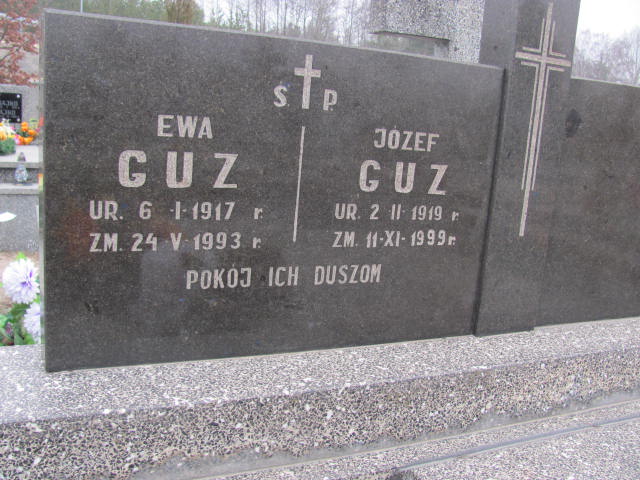 Ś. P.
EWA
GUZ
UR. 6-I-1917 r.
ZM. 24-V-1993 r.
JÓZEF
GUZ
UR. 2-II-1919 r.
ZM. 11-XI-1999 r.
POKÓJ ICH DUSZOM